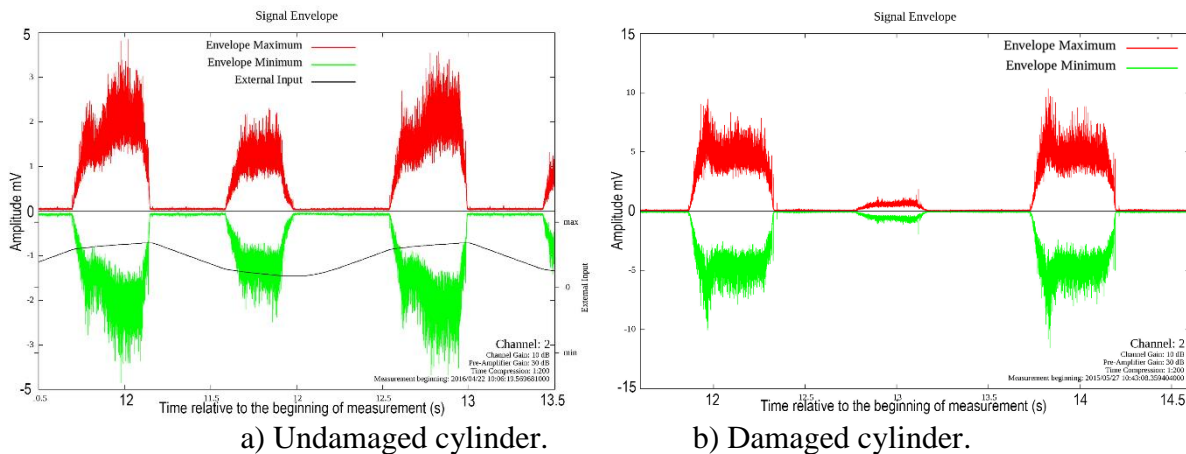 Signal Envelope
Envelope Maximum
Envelope Minimum
External Input
Amplitude mV
5
3
2
1
0
-1
-2
-3
-5
max
0
min
External Input
Channel: 2
Channel Gain: 10 dB
Pre-Amplifier Gain: 30 dB
Time Compression: 1:200
Measurement beginning: 2016/04/22 10:06:19.569681000
0.5 12 11.5 12 12.5 13 13.5
Time relative to the beginning of measurement (s)
a) Undamaged cylinder.
Signal Envelope
Envelope Maximum
Envelope Minimum
Amplitude mV
15
10
5
0
-5
-10
-15
Channel: 2
Channel Gain: 10 dB
Pre-Amplifier Gain: 30 dB
Time Compression: 1:200
Measurement beginning: 2015/05/27 10:43:08.359404000
12 12.5 13 13.5 14 14.5
Time relative to the beginning of measurement (s)
b) Damaged cylinder.